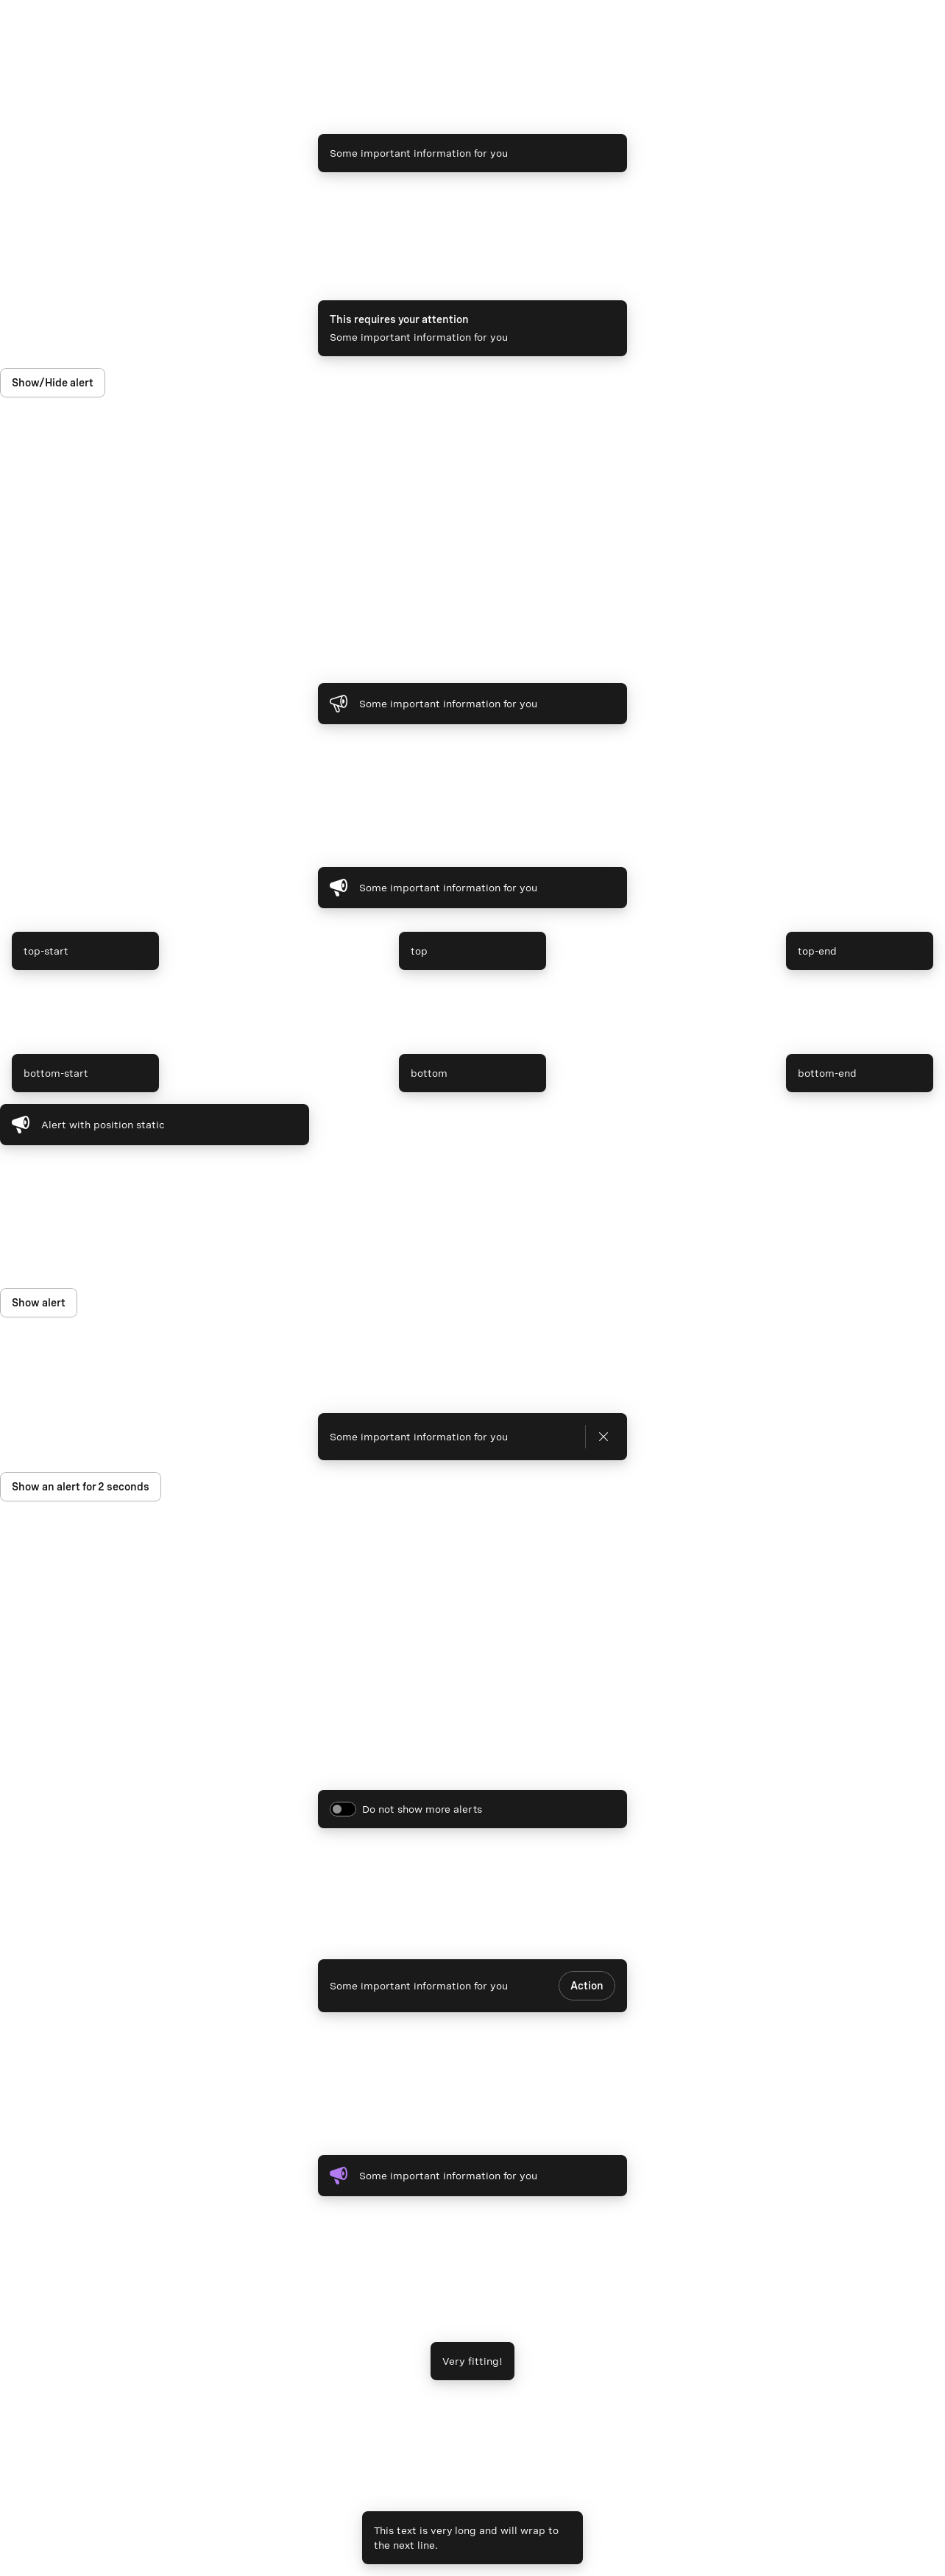 Some important information for you
This requires your attention
Some important information for you
Show/Hide alert
Some important information for you
Some important information for you
top-start
top
top-end
bottom-start
bottom
bottom-end
Alert with position static
Show alert
Some important information for you
Show an alert for 2 seconds
Do not show more alerts
Some important information for you
Action
Some important information for you
Very fitting!
This text is very long and will wrap to
the next line.